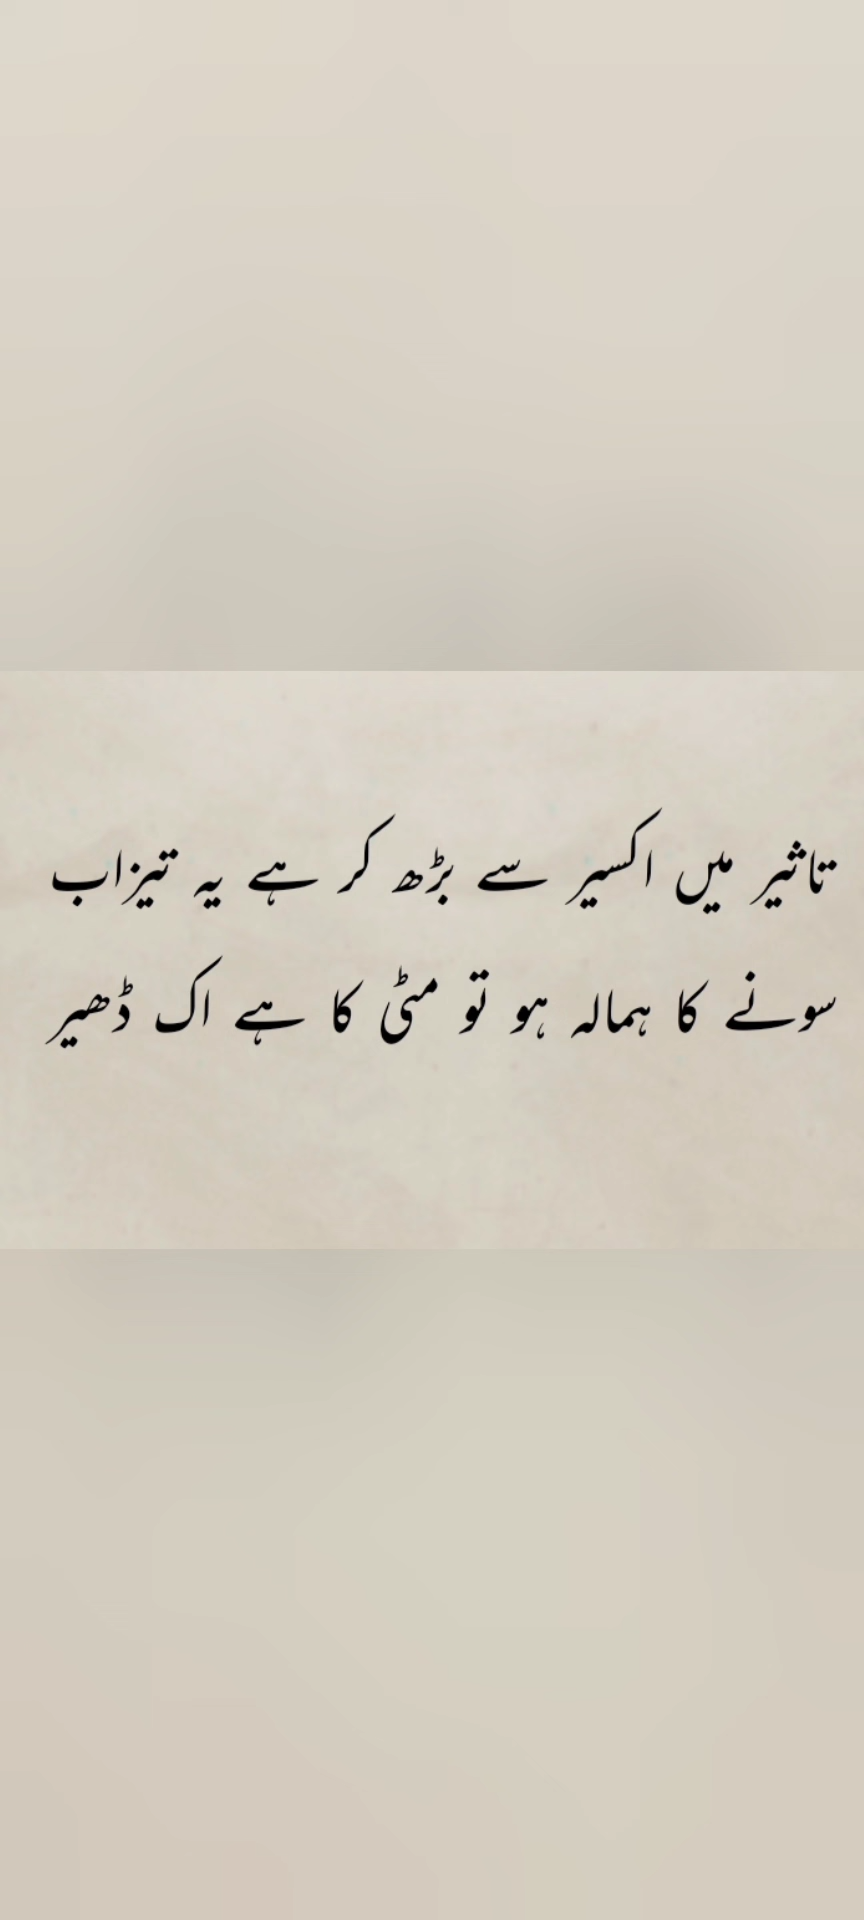 تاثیر میں اکسیر سے بڑھ کر ہے یہ تیزاب
سونے کا ہمالہ ہو تو مٹی کا ہے اک ڈھیر